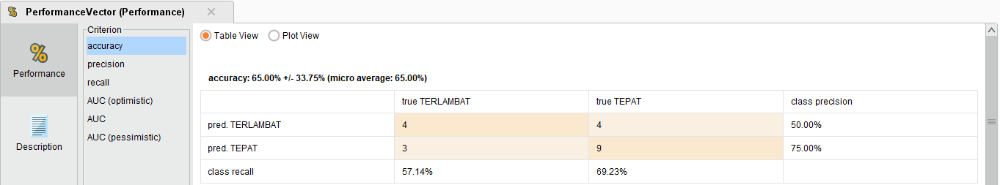 PerformanceVector (Performance)
Criterion
accuracy
precision
recall
AUC (optimistic)
AUC
AUC (pessimistic)
Performance
Description
Table View Plot View
accuracy: 65.00% +/- 33.75% (micro average: 65.00%)
true TERLAMBAT true TEPAT class precision
pred. TERLAMBAT 4 4 50.00%
pred. TEPAT 3 9 75.00%
class recall 57.14% 69.23%